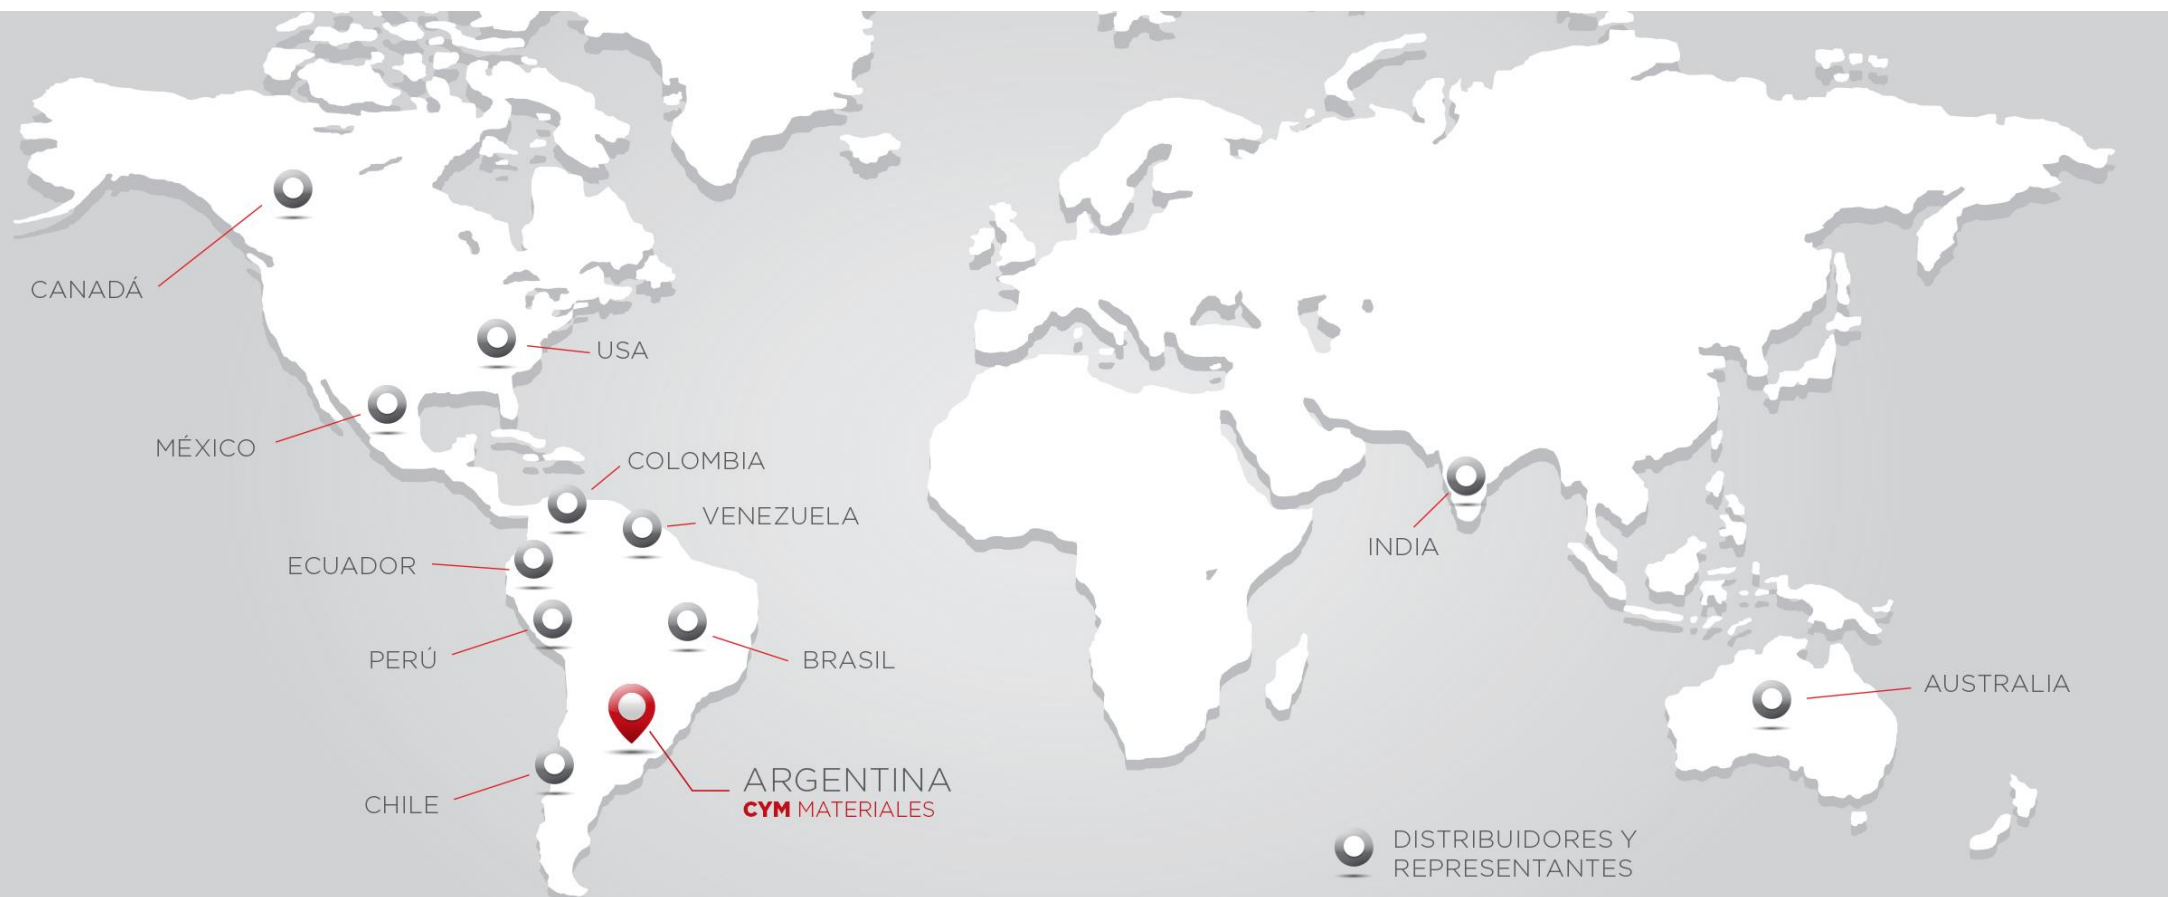 CANADÁ
USA
MÉXICO
COLOMBIA
VENEZUELA
ECUADOR
INDIA
PERÚ
BRASIL
AUSTRALIA
ARGENTINA
CYM MATERIALES
CHILE
DISTRIBUIDORES Y
REPRESENTANTES